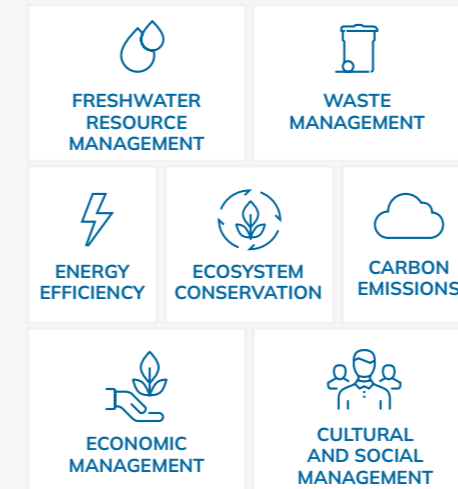 FRESHWATER
RESOURCE
MANAGEMENT
WASTE
MANAGEMENT
ENERGY
EFFICIENCY
ECOSYSTEM
CONSERVATION
CARBON
EMISSIONS
ECONOMIC
MANAGEMENT
CULTURAL
AND SOCIAL
MANAGEMENT